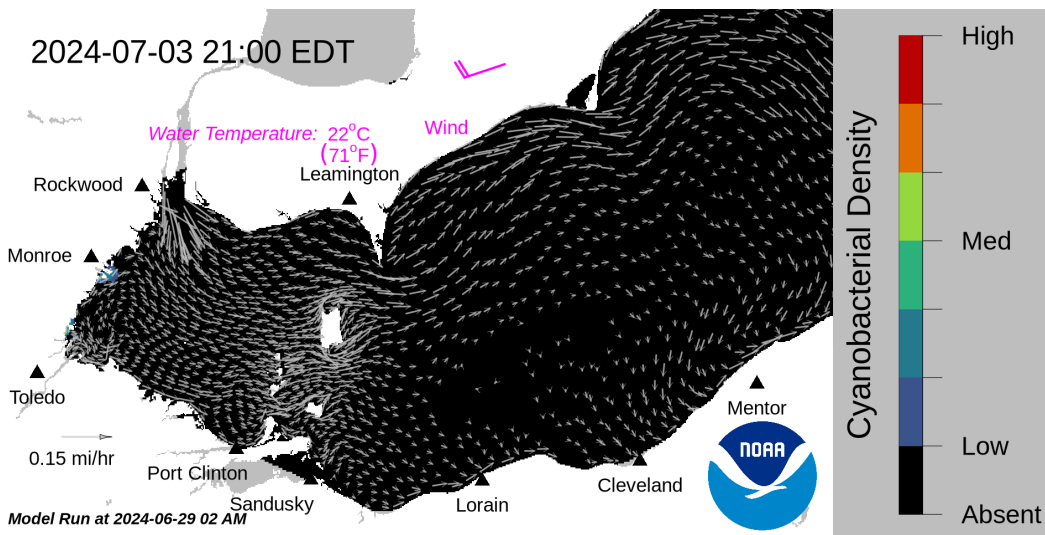 2024-07-03 21:00 EDT
High
Wind
Water Temperature: 22°C
(71°F)
Leamington
Rockwood
Cyanobacterial Density
Monroe
Med
Toledo
Mentor
0.15 mi/hr
NOAA
Low
Port Clinton
Cleveland
Sandusky
Lorain
Model Run at 2024-06-29 02 AM
Absent